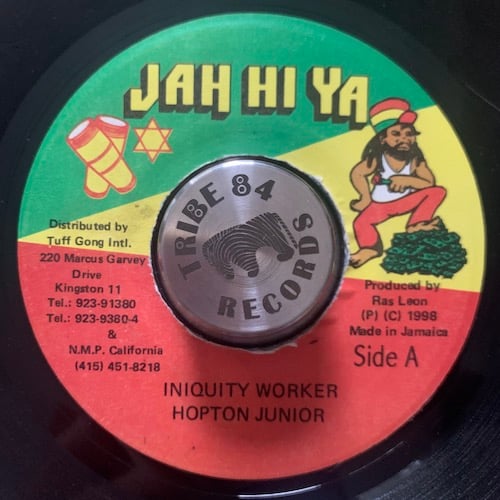 JAH HI YA
TRIBE 84
RECORDS
Distributed by
Tuff Gong Intl.
220 Marcus Garvey
Drive
Kingston 11
Tel.: 923-91380
Tel.: 923-9380-4
&
N.M.P. California
(415) 451-8218
Produced by
Ras Leon
(P) (C) 1998
Made in Jamaica
Side A
INIQUITY WORKER
HOPTON JUNIOR